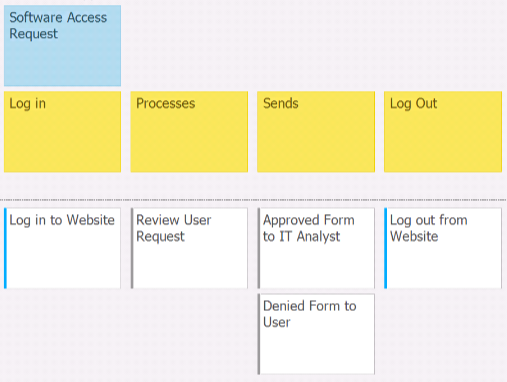 Software Access
Request
Log in
Processes
Sends
Log Out
Log in to Website
Review User
Request
Approved Form
to IT Analyst
Log out from
Website
Denied Form to
User